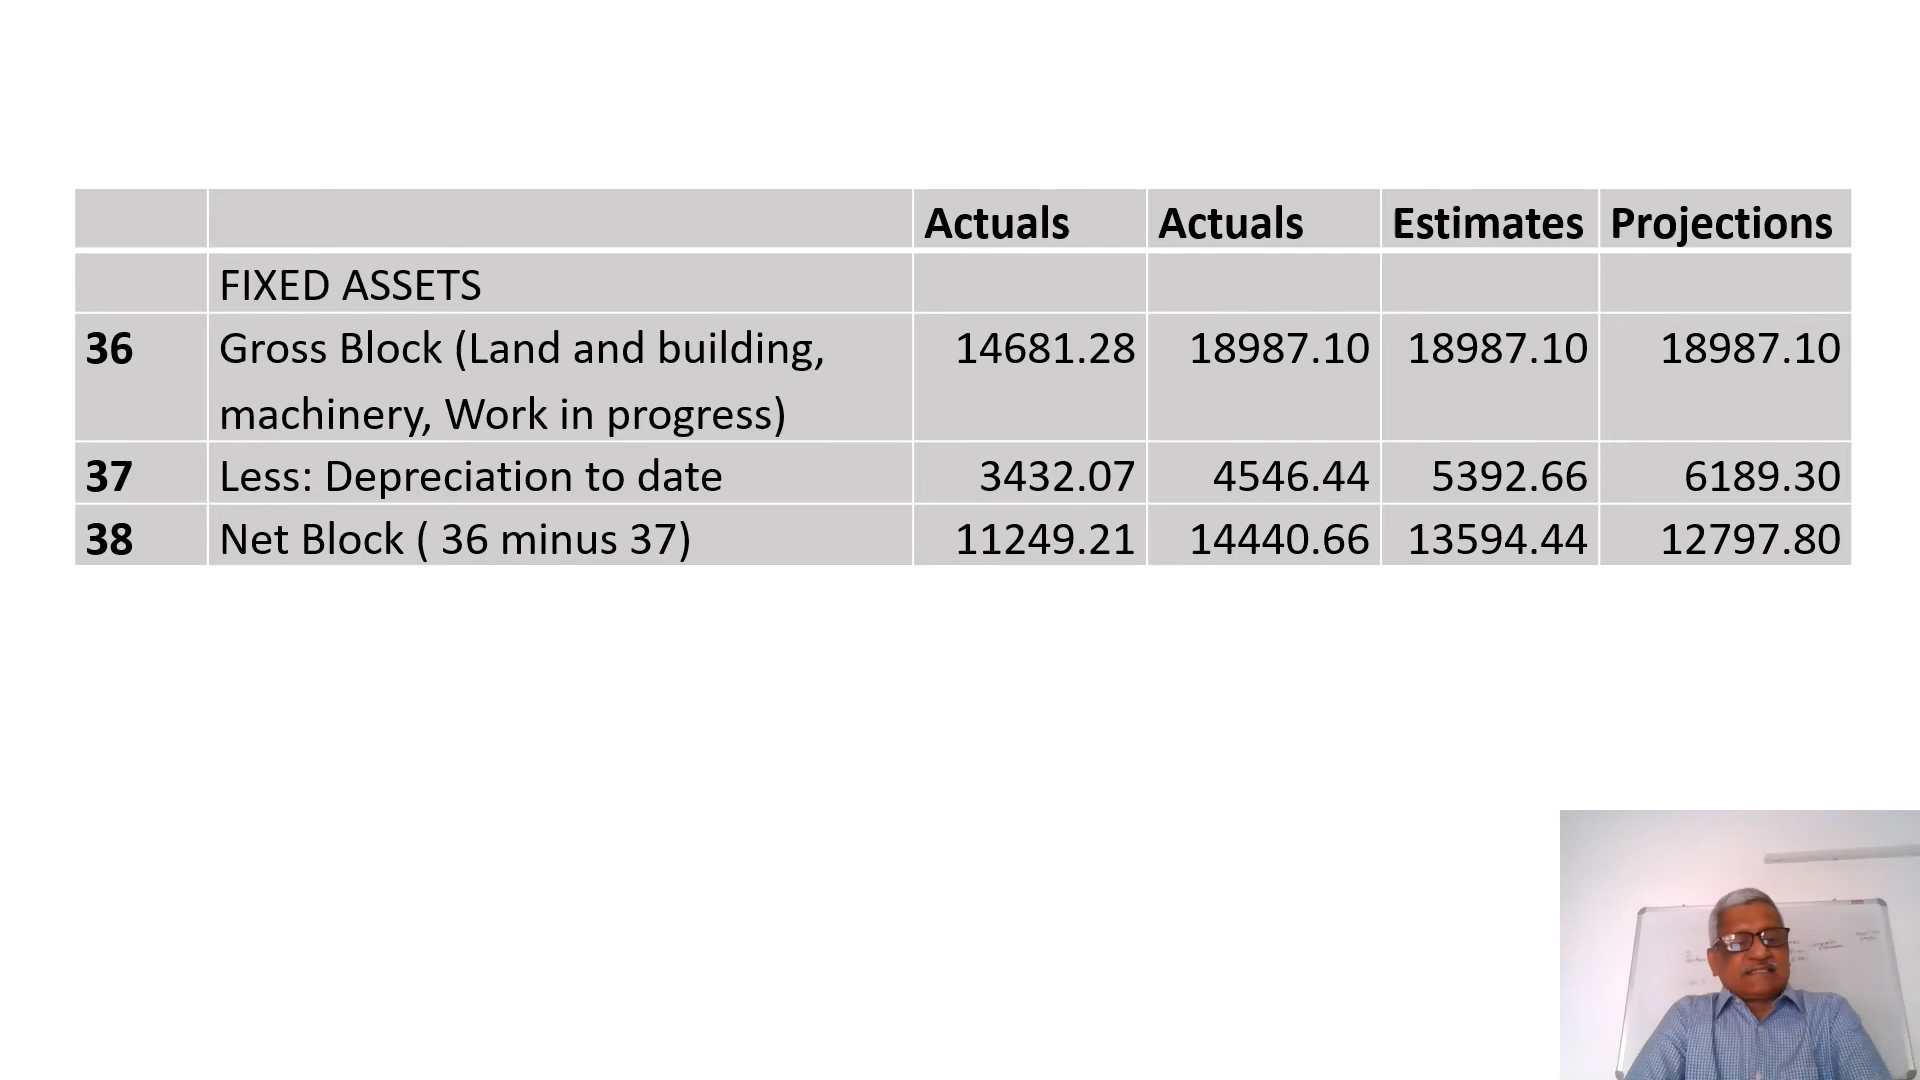 Actuals Actuals Estimates Projections
FIXED ASSETS
36 Gross Block (Land and building, 14681.28 18987.10 18987.10 18987.10
machinery, Work in progress)
37 Less: Depreciation to date 3432.07 4546.44 5392.66 6189.30
38 Net Block ( 36 minus 37) 11249.21 14440.66 13594.44 12797.80